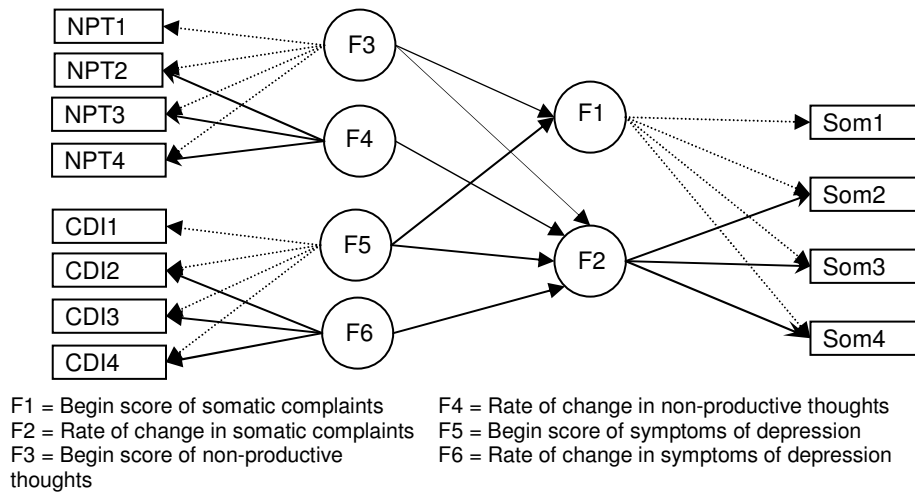 NPT1
NPT2
NPT3
NPT4
CDI1
CDI2
CDI3
CDI4
F3
F4
F5
F6
F1
F2
Som1
Som2
Som3
Som4
F1 = Begin score of somatic complaints
F2 = Rate of change in somatic complaints
F3 = Begin score of non-productive
thoughts
F4 = Rate of change in non-productive thoughts
F5 = Begin score of symptoms of depression
F6 = Rate of change in symptoms of depression